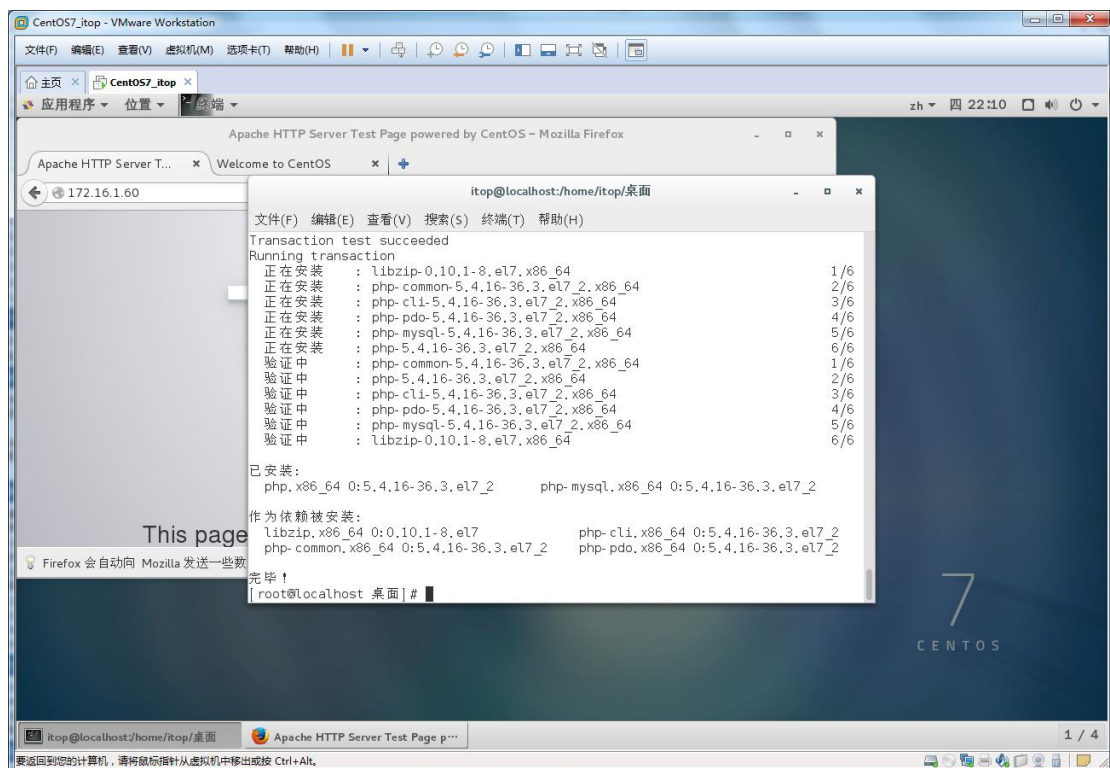 CentOS7_itop - VMware Workstation
文件(F) 编辑(E) 查看(V) 虚拟机(M) 选项卡(T) 帮助(H)
主页 CentOS7_itop
应用程序 位置 终端 zh 四 22:10
Apache HTTP Server Test Page powered by CentOS - Mozilla Firefox
Apache HTTP Server T... Welcome to CentOS
172.16.1.60
itop@localhost:/home/itop/桌面
文件(F) 编辑(E) 查看(V) 搜索(S) 终端(T) 帮助(H)
Transaction test succeeded
Running transaction
正在安装 : libzip-0.10.1-8.el7.x86_64 1/6
正在安装 : php-common-5.4.16-36.3.el7_2.x86_64 2/6
正在安装 : php-cli-5.4.16-36.3.el7_2.x86_64 3/6
正在安装 : php-pdo-5.4.16-36.3.el7_2.x86_64 4/6
正在安装 : php-mysql-5.4.16-36.3.el7_2.x86_64 5/6
正在安装 : php-5.4.16-36.3.el7_2.x86_64 6/6
验证中 : php-common-5.4.16-36.3.el7_2.x86_64 1/6
验证中 : php-5.4.16-36.3.el7_2.x86_64 2/6
验证中 : php-cli-5.4.16-36.3.el7_2.x86_64 3/6
验证中 : php-pdo-5.4.16-36.3.el7_2.x86_64 4/6
验证中 : php-mysql-5.4.16-36.3.el7_2.x86_64 5/6
验证中 : libzip-0.10.1-8.el7.x86_64 6/6
已安装:
php.x86_64 0:5.4.16-36.3.el7_2 php-mysql.x86_64 0:5.4.16-36.3.el7_2
作为依赖被安装:
libzip.x86_64 0:0.10.1-8.el7 php-cli.x86_64 0:5.4.16-36.3.el7_2
php-common.x86_64 0:5.4.16-36.3.el7_2 php-pdo.x86_64 0:5.4.16-36.3.el7_2
完毕！
[root@localhost 桌面]#
This page
Firefox 会自动向 Mozilla 发送一些数
7
CENTOS
itop@localhost:/home/itop/桌面 Apache HTTP Server Test Page p··· 1 / 4
要返回到您的计算机，请将鼠标指针从虚拟机中移出或按 Ctrl+Alt。